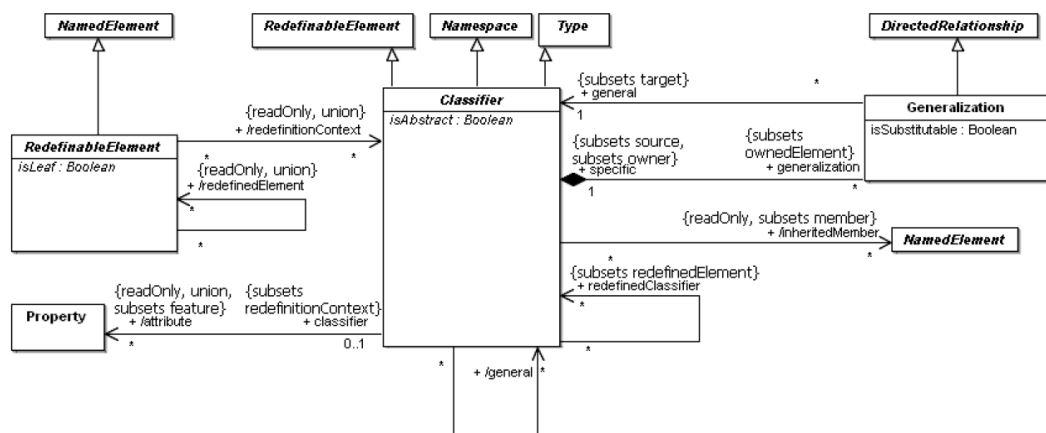 NamedElement
RedefinableElement
Namespace
Type
DirectedRelationship
Classifier
isAbstract : Boolean
{subsets target}
+ general
*
1
Generalization
isSubstitutable : Boolean
{readOnly, union}
+ /redefinitionContext
*
*
RedefinableElement
isLeaf : Boolean
{readOnly, union}
+ /redefinedElement
*
*
{subsets source,
subsets owner}
+ specific
1
{subsets
ownedElement}
+ generalization
*
{readOnly, subsets member}
+ /inheritedMember
*
*
NamedElement
{subsets redefinedElement}
+ redefinedClassifier
*
*
Property
{readOnly, union,
subsets feature}
+ /attribute
*
{subsets
redefinitionContext}
+ classifier
0..1
*
+ /general
*